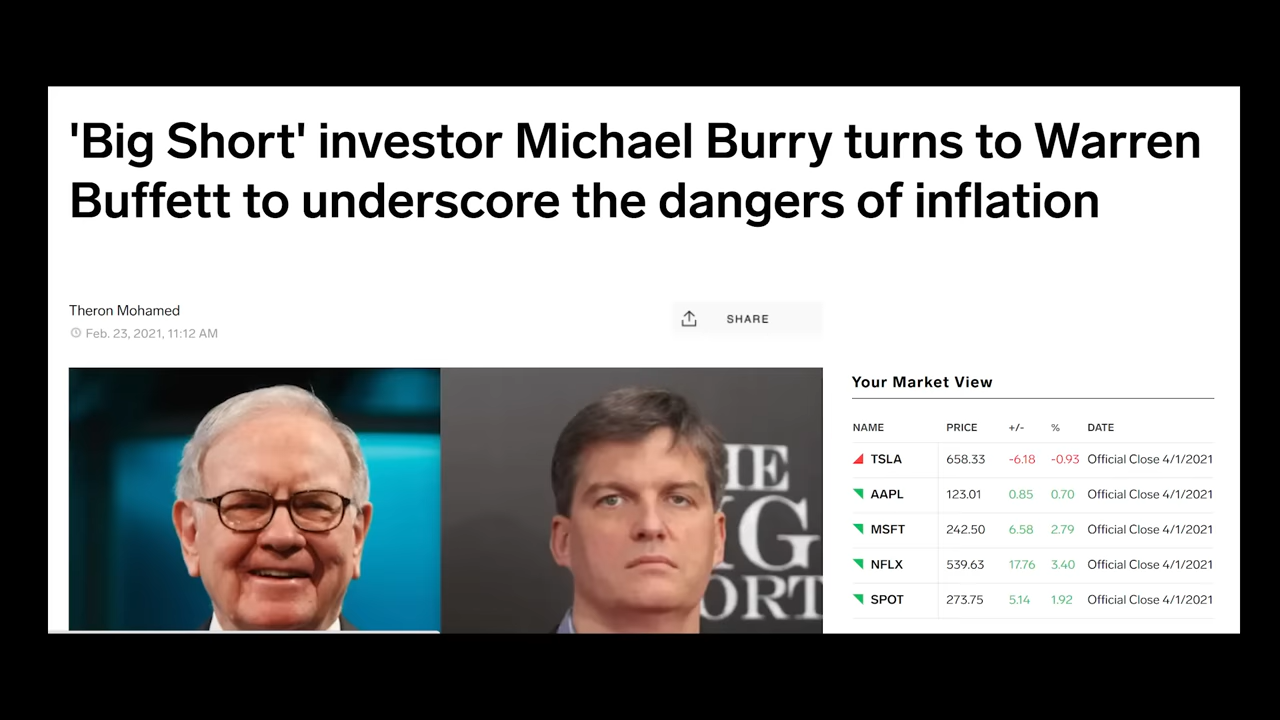 'Big Short' investor Michael Burry turns to Warren
Buffett to underscore the dangers of inflation
Theron Mohamed
Feb. 23, 2021, 11:12 AM
SHARE
Your Market View
NAME PRICE +/- % DATE
TSLA 658.33 -6.18 -0.93 Official Close 4/1/2021
AAPL 123.01 0.85 0.70 Official Close 4/1/2021
MSFT 242.50 6.58 2.79 Official Close 4/1/2021
NFLX 539.63 17.76 3.40 Official Close 4/1/2021
SPOT 273.75 5.14 1.92 Official Close 4/1/2021